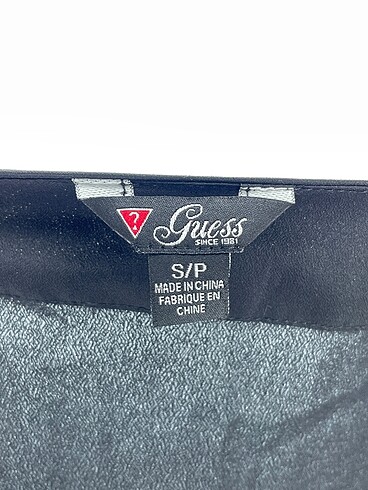 ?
Guess
SINCE 1981
S/P
MADE IN CHINA
FABRIQUE EN
CHINE